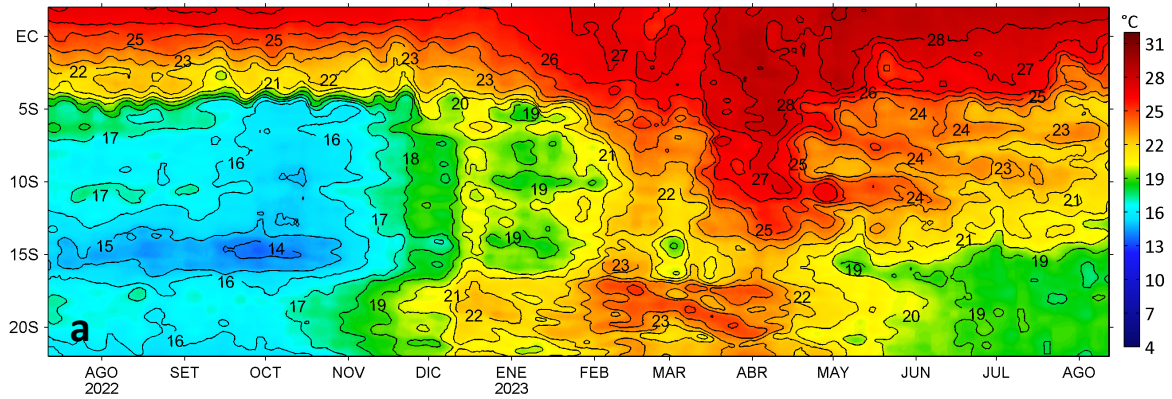 °C
EC
5S
10S
15S
20S
31
28
25
22
19
16
13
10
7
4
25 25 26 27 27 28 28 27
22 23 21 22 23 23 20 19 28 26 25
17 16 16 18 21 25 24 24 23
17 19 22 27 24 23 24 21
15 14 17 19 25 21 19
16 17 19 21 22 23 23 22 20 19
16
a
AGO SET OCT NOV DIC ENE FEB MAR ABR MAY JUN JUL AGO
2022 2023